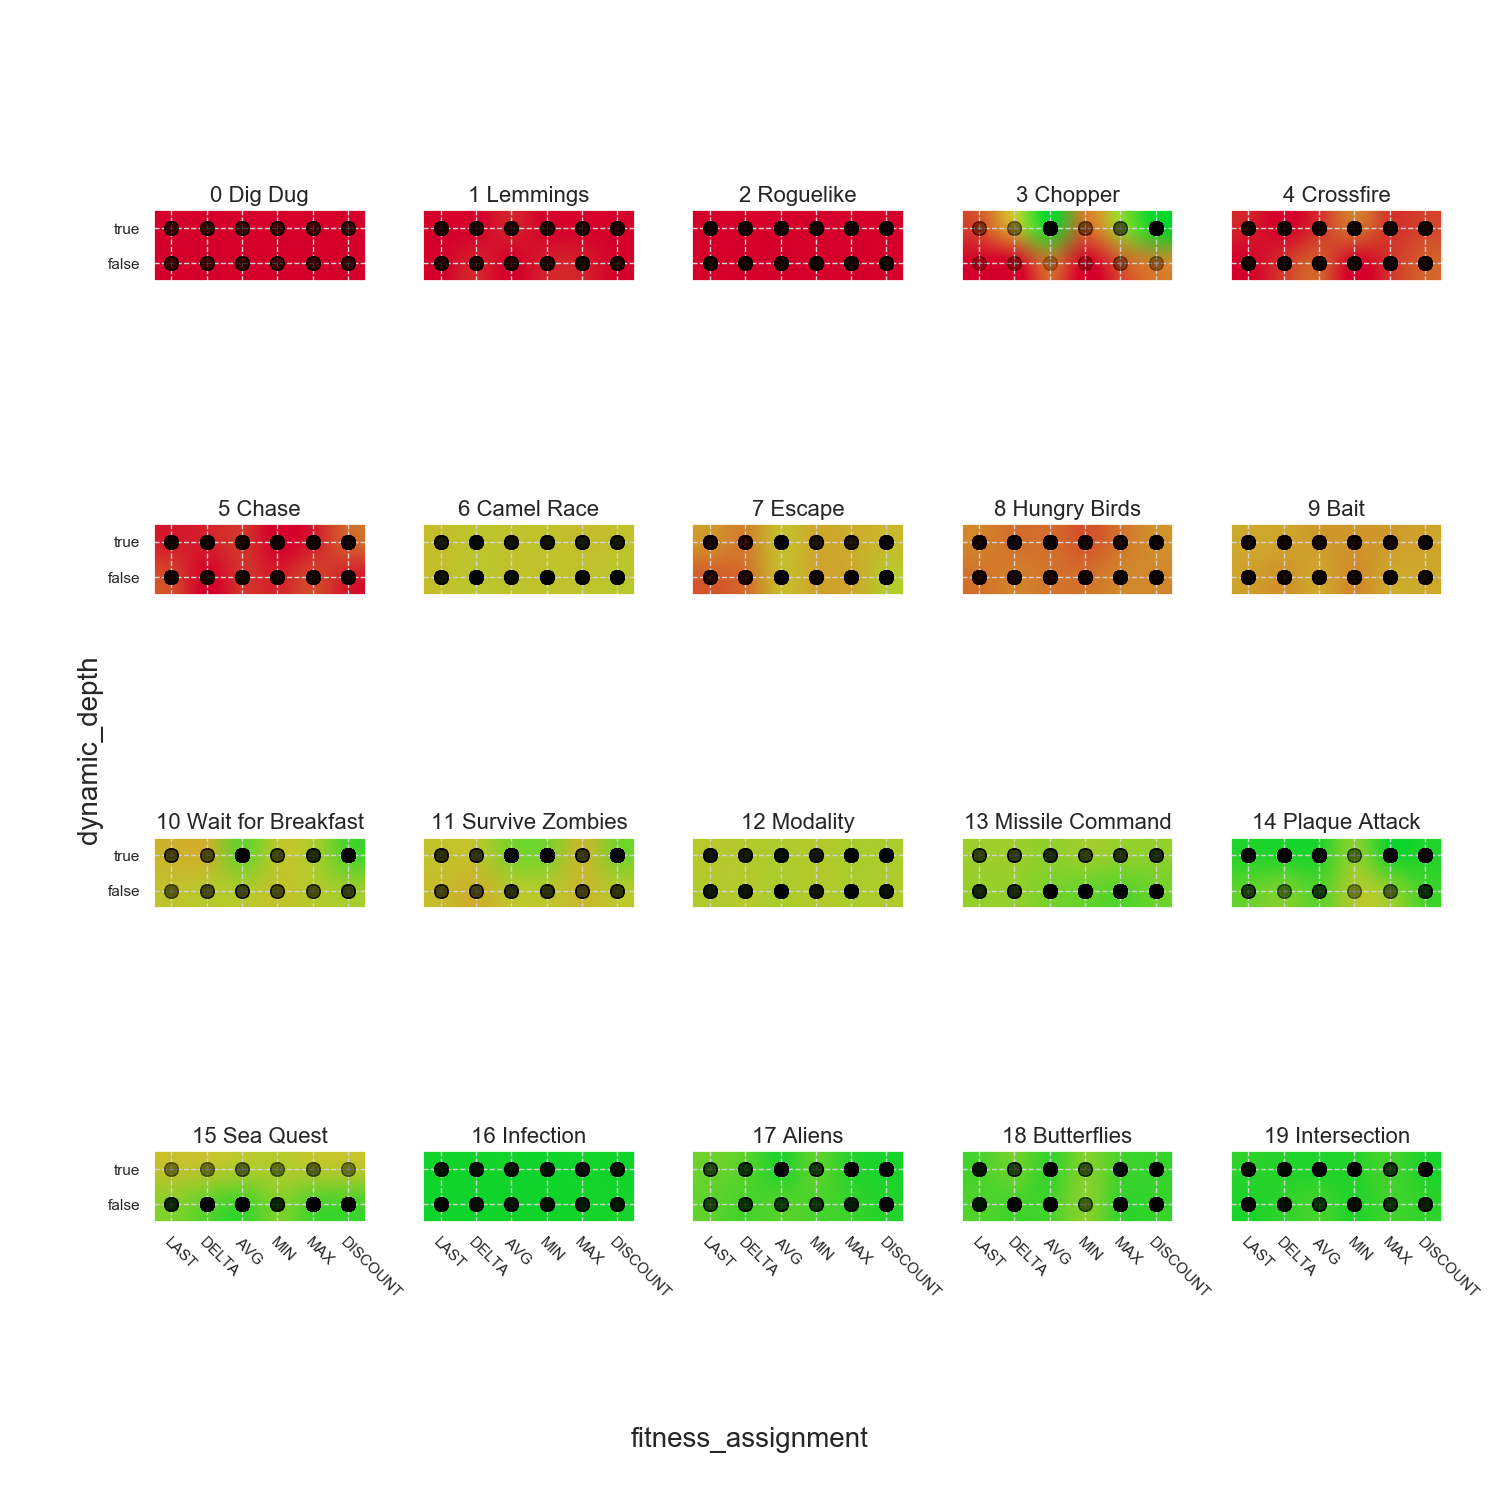 0 Dig Dug
1 Lemmings
2 Roguelike
3 Chopper
4 Crossfire
true
false
5 Chase
6 Camel Race
7 Escape
8 Hungry Birds
9 Bait
true
false
dynamic_depth
10 Wait for Breakfast
11 Survive Zombies
12 Modality
13 Missile Command
14 Plaque Attack
true
false
15 Sea Quest
16 Infection
17 Aliens
18 Butterflies
19 Intersection
true
false
LAST
DELTA
AVG
MIN
MAX
DISCOUNT
LAST
DELTA
AVG
MIN
MAX
DISCOUNT
LAST
DELTA
AVG
MIN
MAX
DISCOUNT
LAST
DELTA
AVG
MIN
MAX
DISCOUNT
LAST
DELTA
AVG
MIN
MAX
DISCOUNT
fitness_assignment